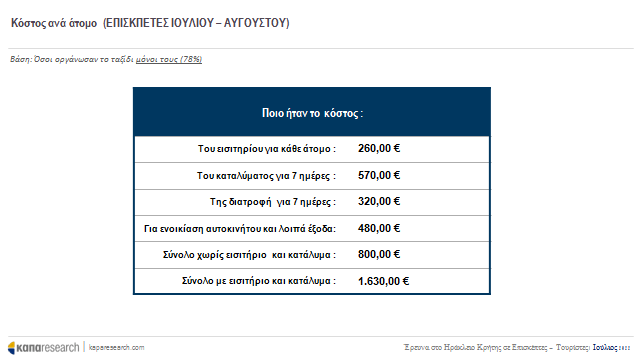 Κόστος ανά άτομο (ΕΠΙΣΚΠΕΤΕΣ ΙΟΥΛΙΟΥ – ΑΥΓΟΥΣΤΟΥ)
Βάση: Όσοι οργάνωσαν το ταξίδι μόνοι τους (78%)
Ποιο ήταν το κόστος :
Του εισιτηρίου για κάθε άτομο : 260,00 €
Του καταλύματος για 7 ημέρες : 570,00 €
Της διατροφή για 7 ημέρες : 320,00 €
Για ενοικίαση αυτοκινήτου και λοιπά έξοδα: 480,00 €
Σύνολο χωρίς εισιτήριο και κατάλυμα : 800,00 €
Σύνολο με εισιτήριο και κατάλυμα : 1.630,00 €
καπαresearch | kaparesearch.com
Έρευνα στο Ηράκλειο Κρήτης σε Επισκέπτες – Τουρίστες: Ιούλιος